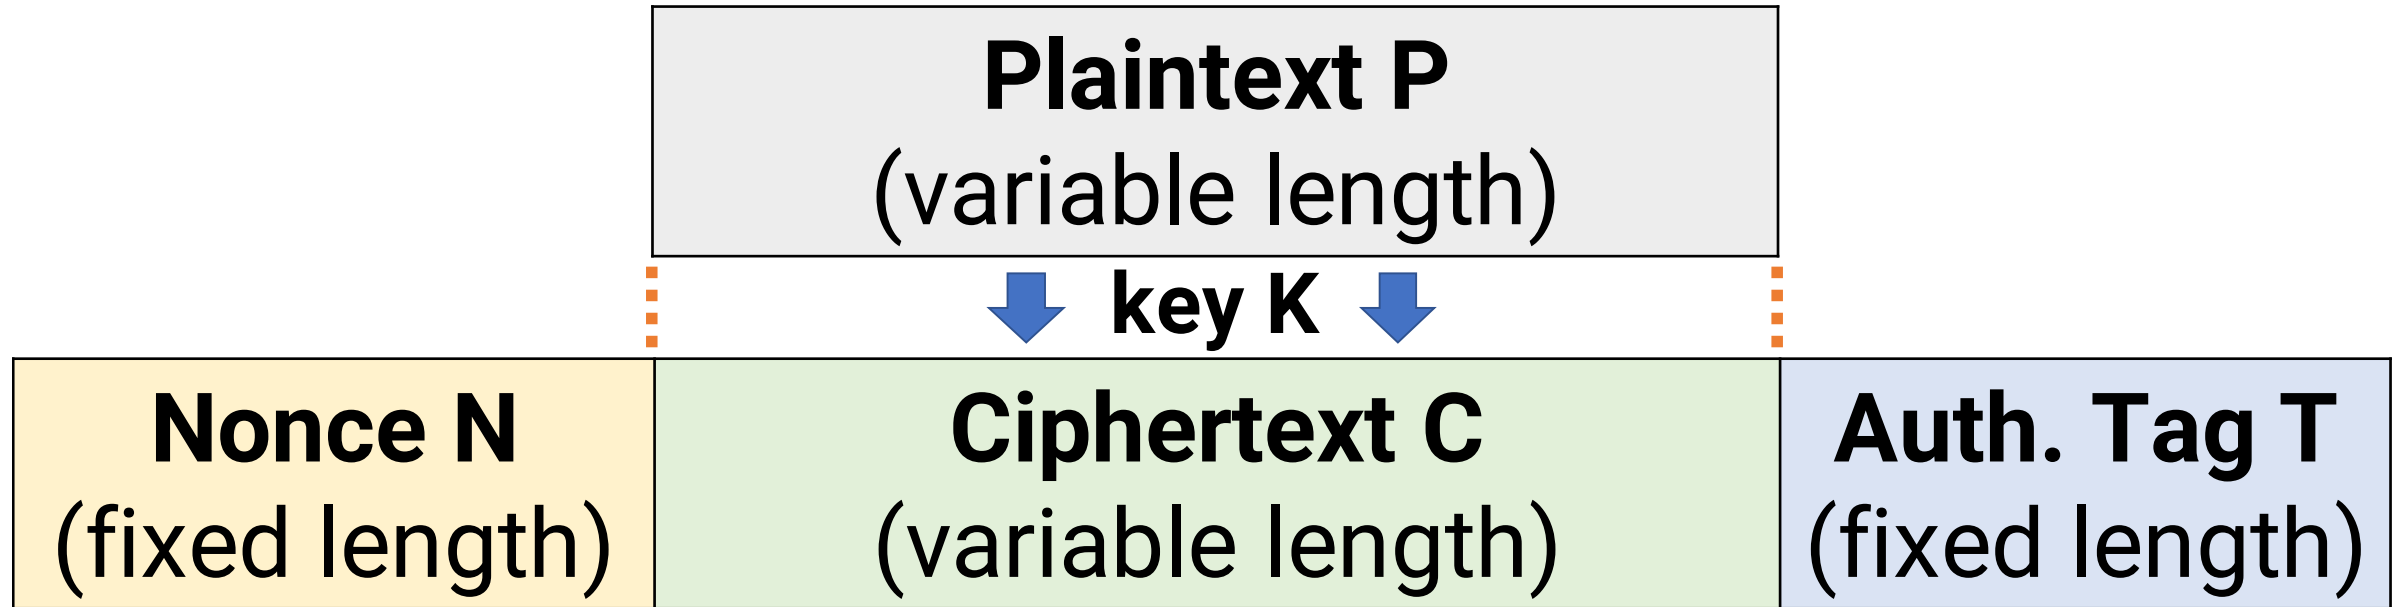 Plaintext P
(variable length)
key K
Nonce N
(fixed length)
Ciphertext C
(variable length)
Auth. Tag T
(fixed length)